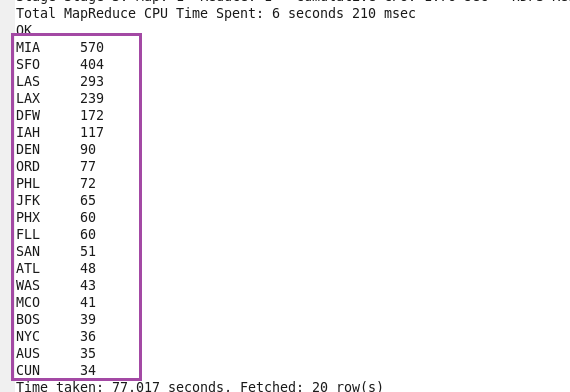 Total MapReduce CPU Time Spent: 6 seconds 210 msec
OK
MIA 570
SFO 404
LAS 293
LAX 239
DFW 172
IAH 117
DEN 90
ORD 77
PHL 72
JFK 65
PHX 60
FLL 60
SAN 51
ATL 48
WAS 43
MCO 41
BOS 39
NYC 36
AUS 35
CUN 34
Time taken: 77.017 seconds. Fetched: 20 row(s)